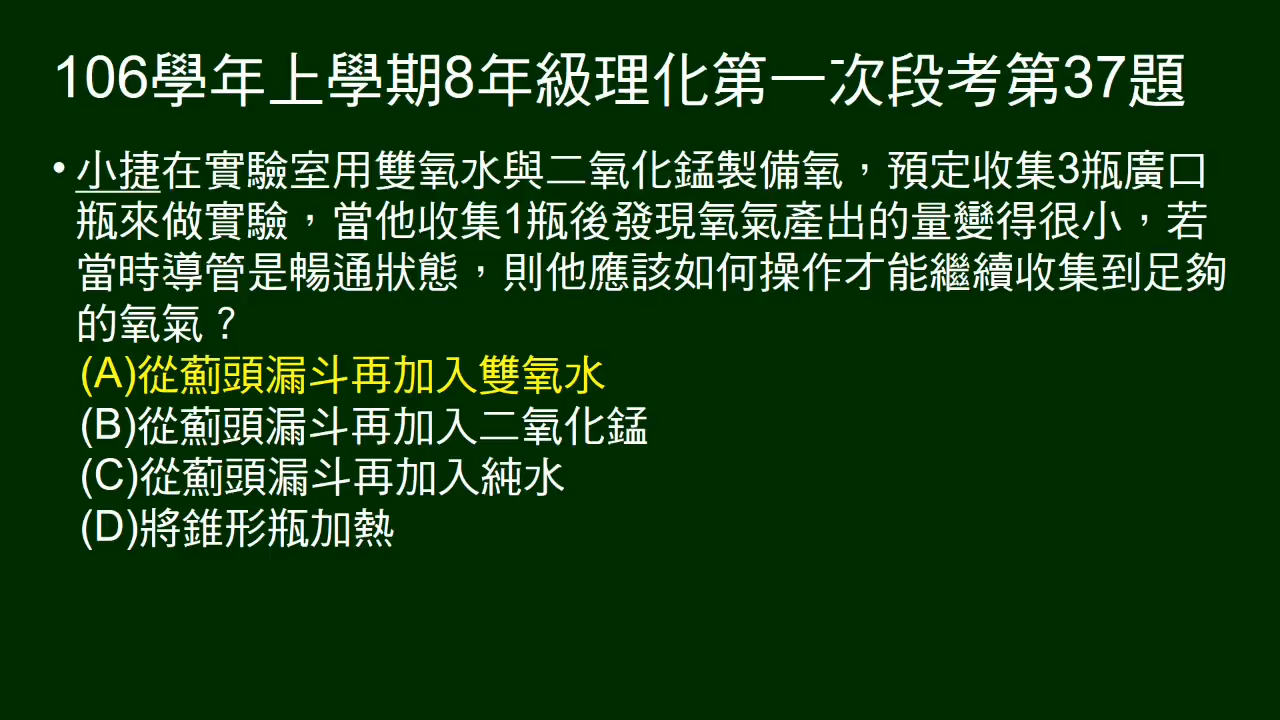 106學年上學期8年級理化第一次段考第37題
•小捷在實驗室用雙氧水與二氧化錳製備氧，預定收集3瓶廣口
瓶來做實驗，當他收集1瓶後發現氧氣產出的量變得很小，若
當時導管是暢通狀態，則他應該如何操作才能繼續收集到足夠
的氧氣？
(A)從薊頭漏斗再加入雙氧水
(B)從薊頭漏斗再加入二氧化錳
(C)從薊頭漏斗再加入純水
(D)將錐形瓶加熱